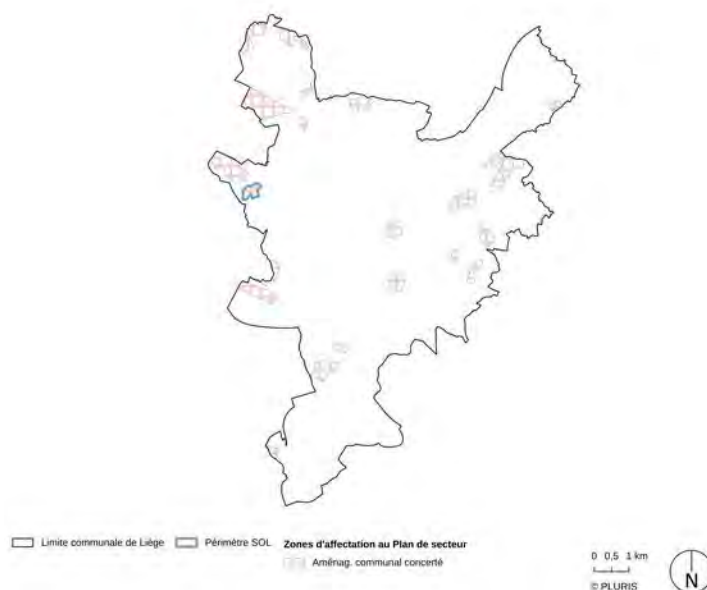 Limite communale de Liège
Périmètre SOL
Zones d'affectation au Plan de secteur
Aménag. communal concerté
0 0,5 1 km
© PLURIS
N